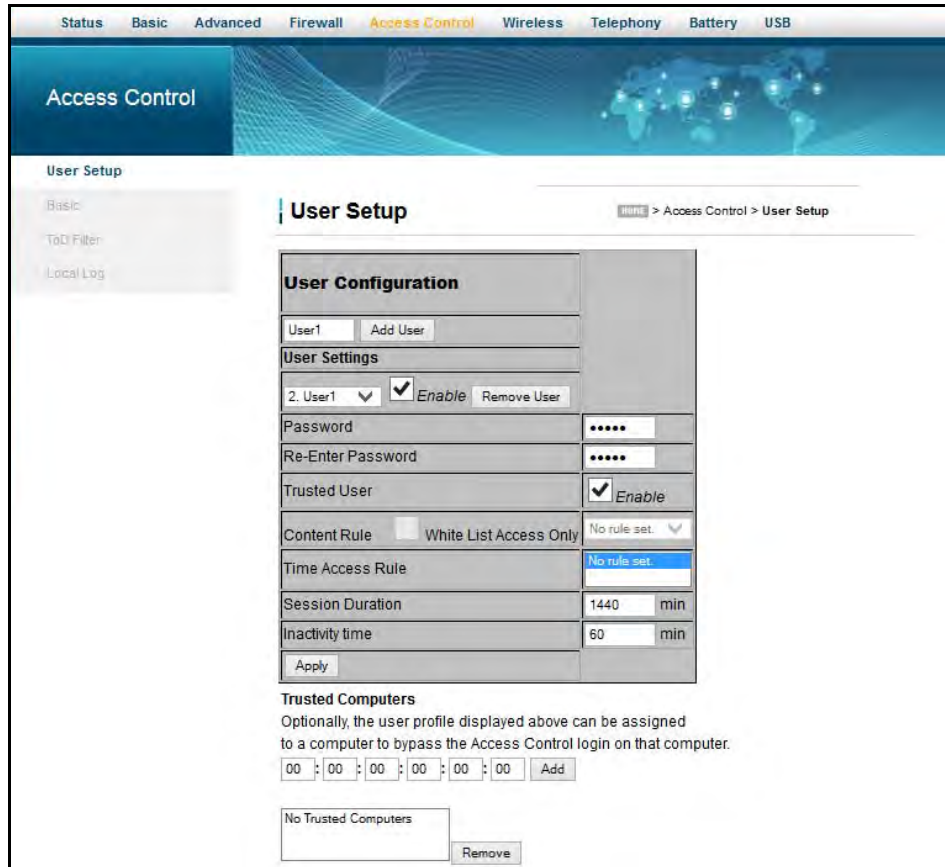 Status Basic Advanced Firewall Access Control Wireless Telephony Battery USB
Access Control
User Setup
Basic
ToD Filter
Local Log
User Setup
HOME > Access Control > User Setup
User Configuration
User1 Add User
User Settings
2. User1 Enable Remove User
Password •••••
Re-Enter Password •••••
Trusted User Enable
Content Rule White List Access Only No rule set.
Time Access Rule No rule set.
Session Duration 1440 min
Inactivity time 60 min
Apply
Trusted Computers
Optionally, the user profile displayed above can be assigned
to a computer to bypass the Access Control login on that computer.
00 : 00 : 00 : 00 : 00 : 00 Add
No Trusted Computers
Remove